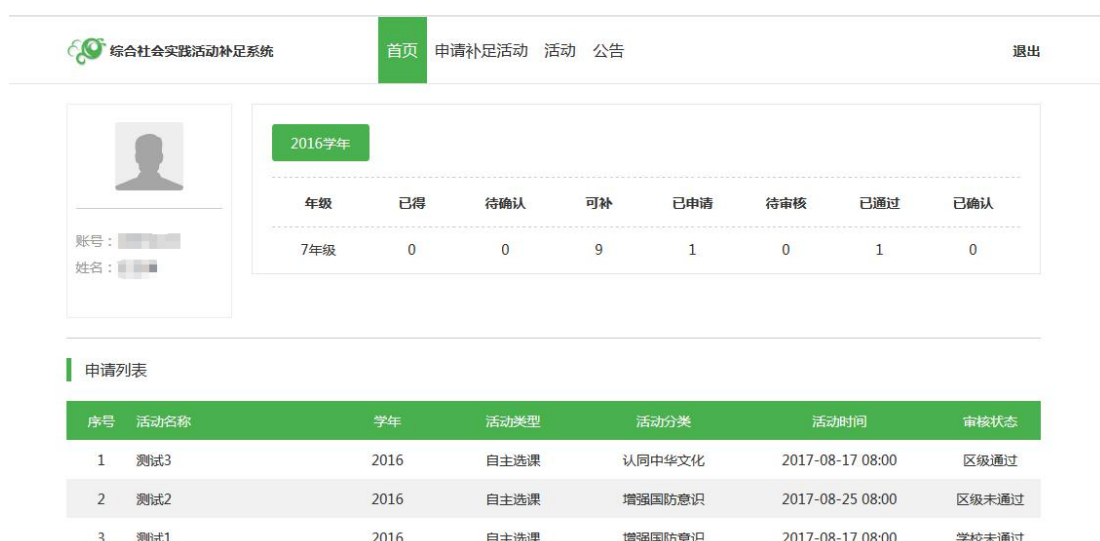 综合社会实践活动补足系统 首页 申请补足活动 活动 公告 退出
2016学年
年级 已得 待确认 可补 已申请 待审核 已通过 已确认
7年级 0 0 9 1 0 1 0
账号：
姓名：
申请列表
序号 活动名称 学年 活动类型 活动分类 活动时间 审核状态
1 测试3 2016 自主选课 认同中华文化 2017-08-17 08:00 区级通过
2 测试2 2016 自主选课 增强国防意识 2017-08-25 08:00 区级未通过
3 测试1 2016 自主选课 增强国防意识 2017-08-17 08:00 学校未通过